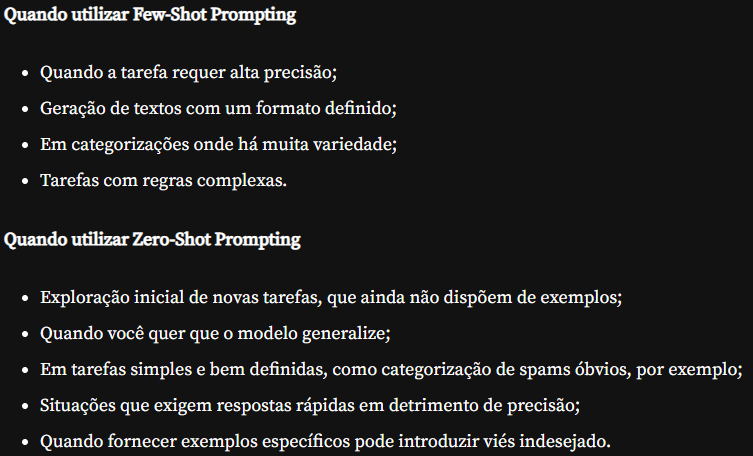 Quando utilizar Few-Shot Prompting
• Quando a tarefa requer alta precisão;
• Geração de textos com um formato definido;
• Em categorizações onde há muita variedade;
• Tarefas com regras complexas.
Quando utilizar Zero-Shot Prompting
• Exploração inicial de novas tarefas, que ainda não dispõem de exemplos;
• Quando você quer que o modelo generalize;
• Em tarefas simples e bem definidas, como categorização de spams óbvios, por exemplo;
• Situações que exigem respostas rápidas em detrimento de precisão;
• Quando fornecer exemplos específicos pode introduzir viés indesejado.